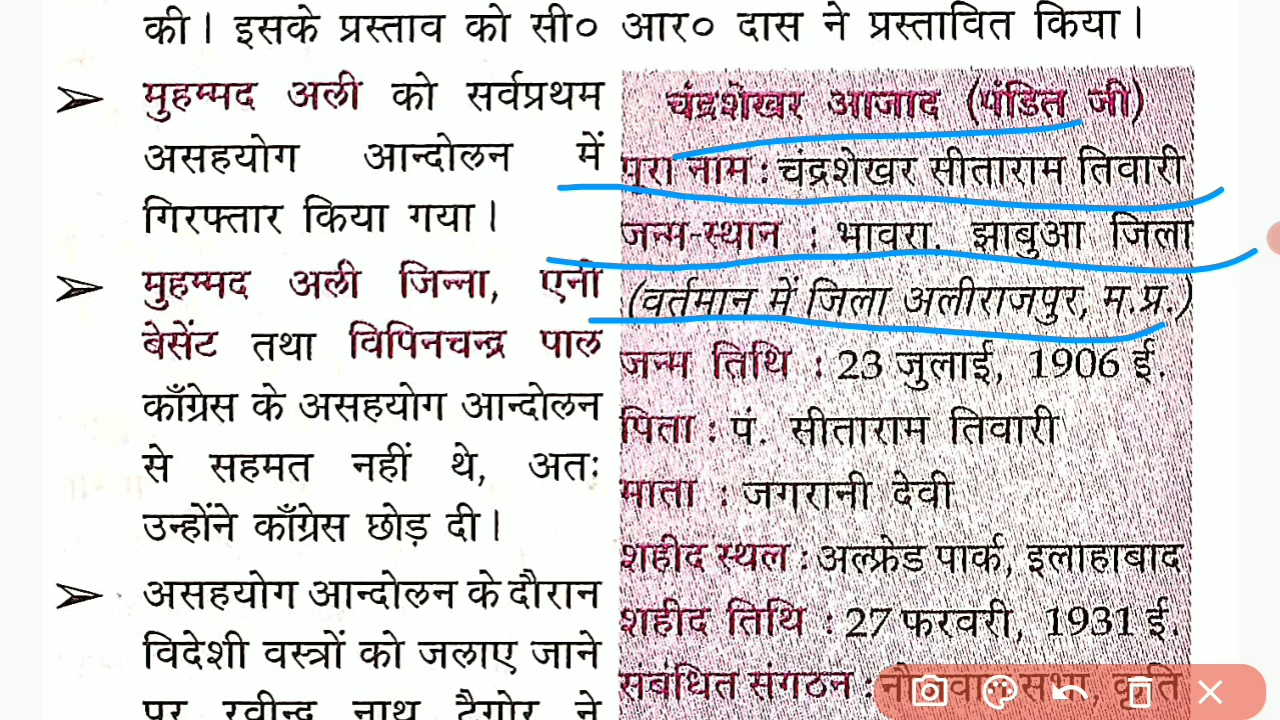 की। इसके प्रस्ताव को सी० आर० दास ने प्रस्तावित किया।
➢ मुहम्मद अली को सर्वप्रथम
असहयोग आन्दोलन में
गिरफ्तार किया गया।
➢ मुहम्मद अली जिन्ना, एनी
बेसेंट तथा विपिनचन्द्र पाल
काँग्रेस के असहयोग आन्दोलन
से सहमत नहीं थे, अतः
उन्होंने काँग्रेस छोड़ दी।
➢ असहयोग आन्दोलन के दौरान
विदेशी वस्त्रों को जलाए जाने
पर रवीन्द्र नाथ टैगोर ने
चंद्रशेखर आजाद (पंडित जी)
पूरा नाम : चंद्रशेखर सीताराम तिवारी
जन्म-स्थान : भावरा, झाबुआ जिला
(वर्तमान में जिला अलीराजपुर, म.प्र.)
जन्म तिथि : 23 जुलाई, 1906 ई.
पिता : पं. सीताराम तिवारी
माता : जगरानी देवी
शहीद स्थल : अल्फ्रेड पार्क, इलाहाबाद
शहीद तिथि : 27 फरवरी, 1931 ई.
संबंधित संगठन :